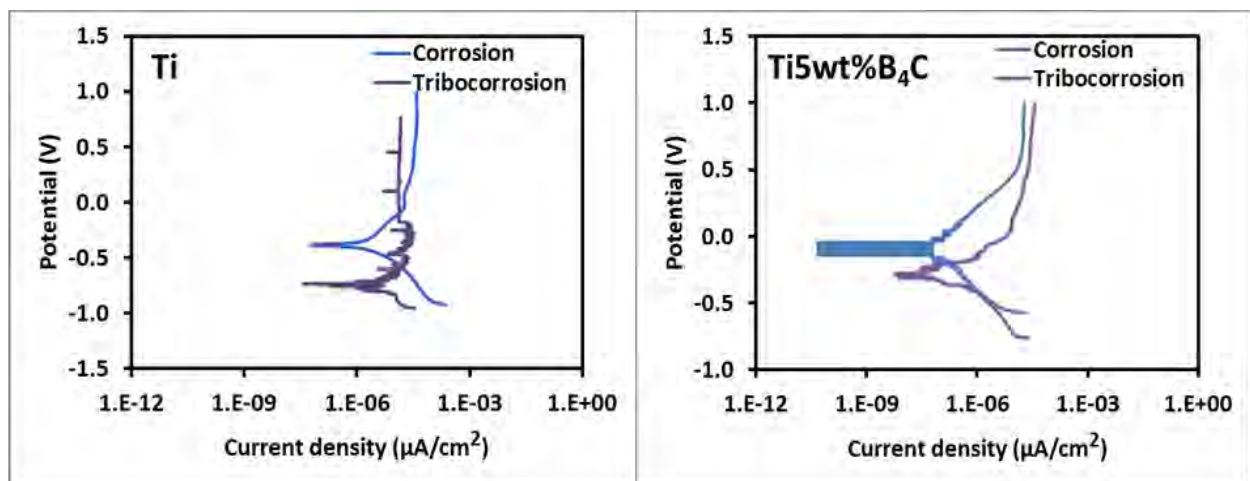 Ti
Corrosion
Tribocorrosion
1.5
1.0
0.5
0.0
-0.5
-1.0
-1.5
Potential (V)
1.E-12 1.E-09 1.E-06 1.E-03 1.E+00
Current density (µA/cm²)
Ti5wt%B₄C
Corrosion
Tribocorrosion
1.5
1.0
0.5
0.0
-0.5
-1.0
Potential (V)
1.E-12 1.E-09 1.E-06 1.E-03 1.E+00
Current density (µA/cm²)